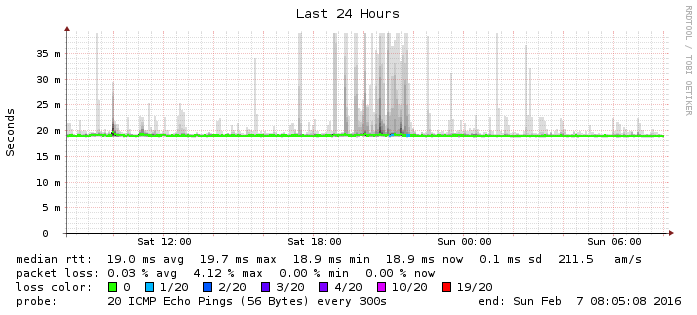 Last 24 Hours
RRDTOOL / TOBI OETIKER
Seconds
35 m
30 m
25 m
20 m
15 m
10 m
5 m
0
Sat 12:00 Sat 18:00 Sun 00:00 Sun 06:00
median rtt: 19.0 ms avg 19.7 ms max 18.9 ms min 18.9 ms now 0.1 ms sd 211.5 am/s
packet loss: 0.03 % avg 4.12 % max 0.00 % min 0.00 % now
loss color: 0 1/20 2/20 3/20 4/20 10/20 19/20
probe: 20 ICMP Echo Pings (56 Bytes) every 300s end: Sun Feb 7 08:05:08 2016